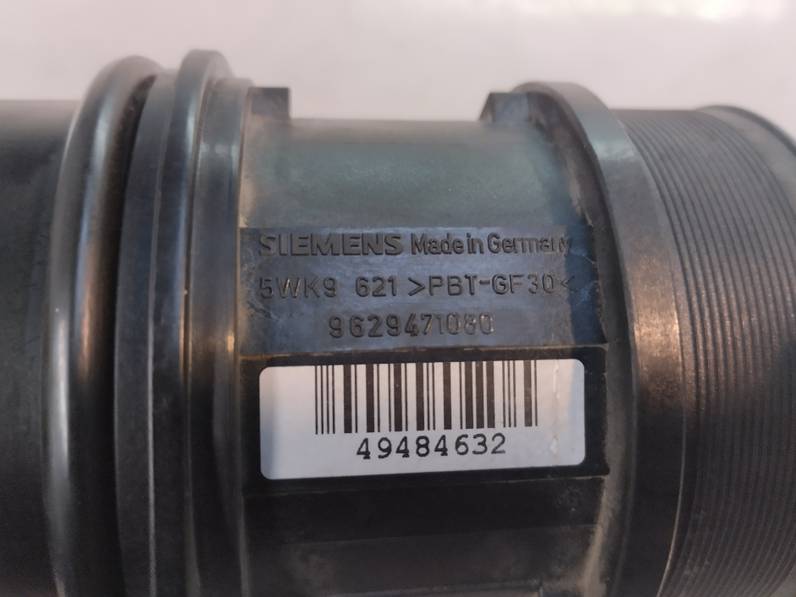 SIEMENS Made in Germany
5WK9 621 >PBT-GF30<
9629471080
49484632